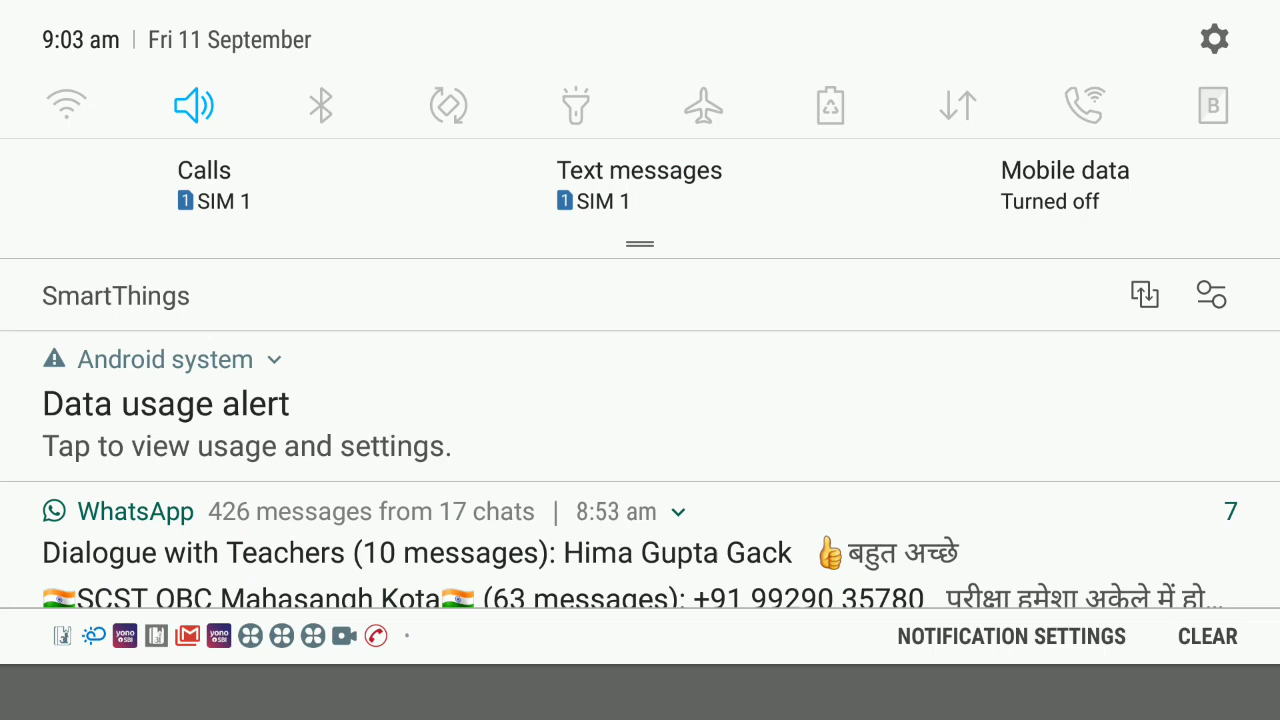 9:03 am | Fri 11 September
B
Calls
Text messages
Mobile data
1 SIM 1
1 SIM 1
Turned off
SmartThings
Android system
Data usage alert
Tap to view usage and settings.
WhatsApp 426 messages from 17 chats | 8:53 am 7
Dialogue with Teachers (10 messages): Hima Gupta Gack 👍बहुत अच्छे
🇮🇳SCST OBC Mahasangh Kota🇮🇳 (63 messages): +91 99290 35780 परीक्षा हमेशा अकेले में हो...
yono SBI yono SBI
NOTIFICATION SETTINGS CLEAR